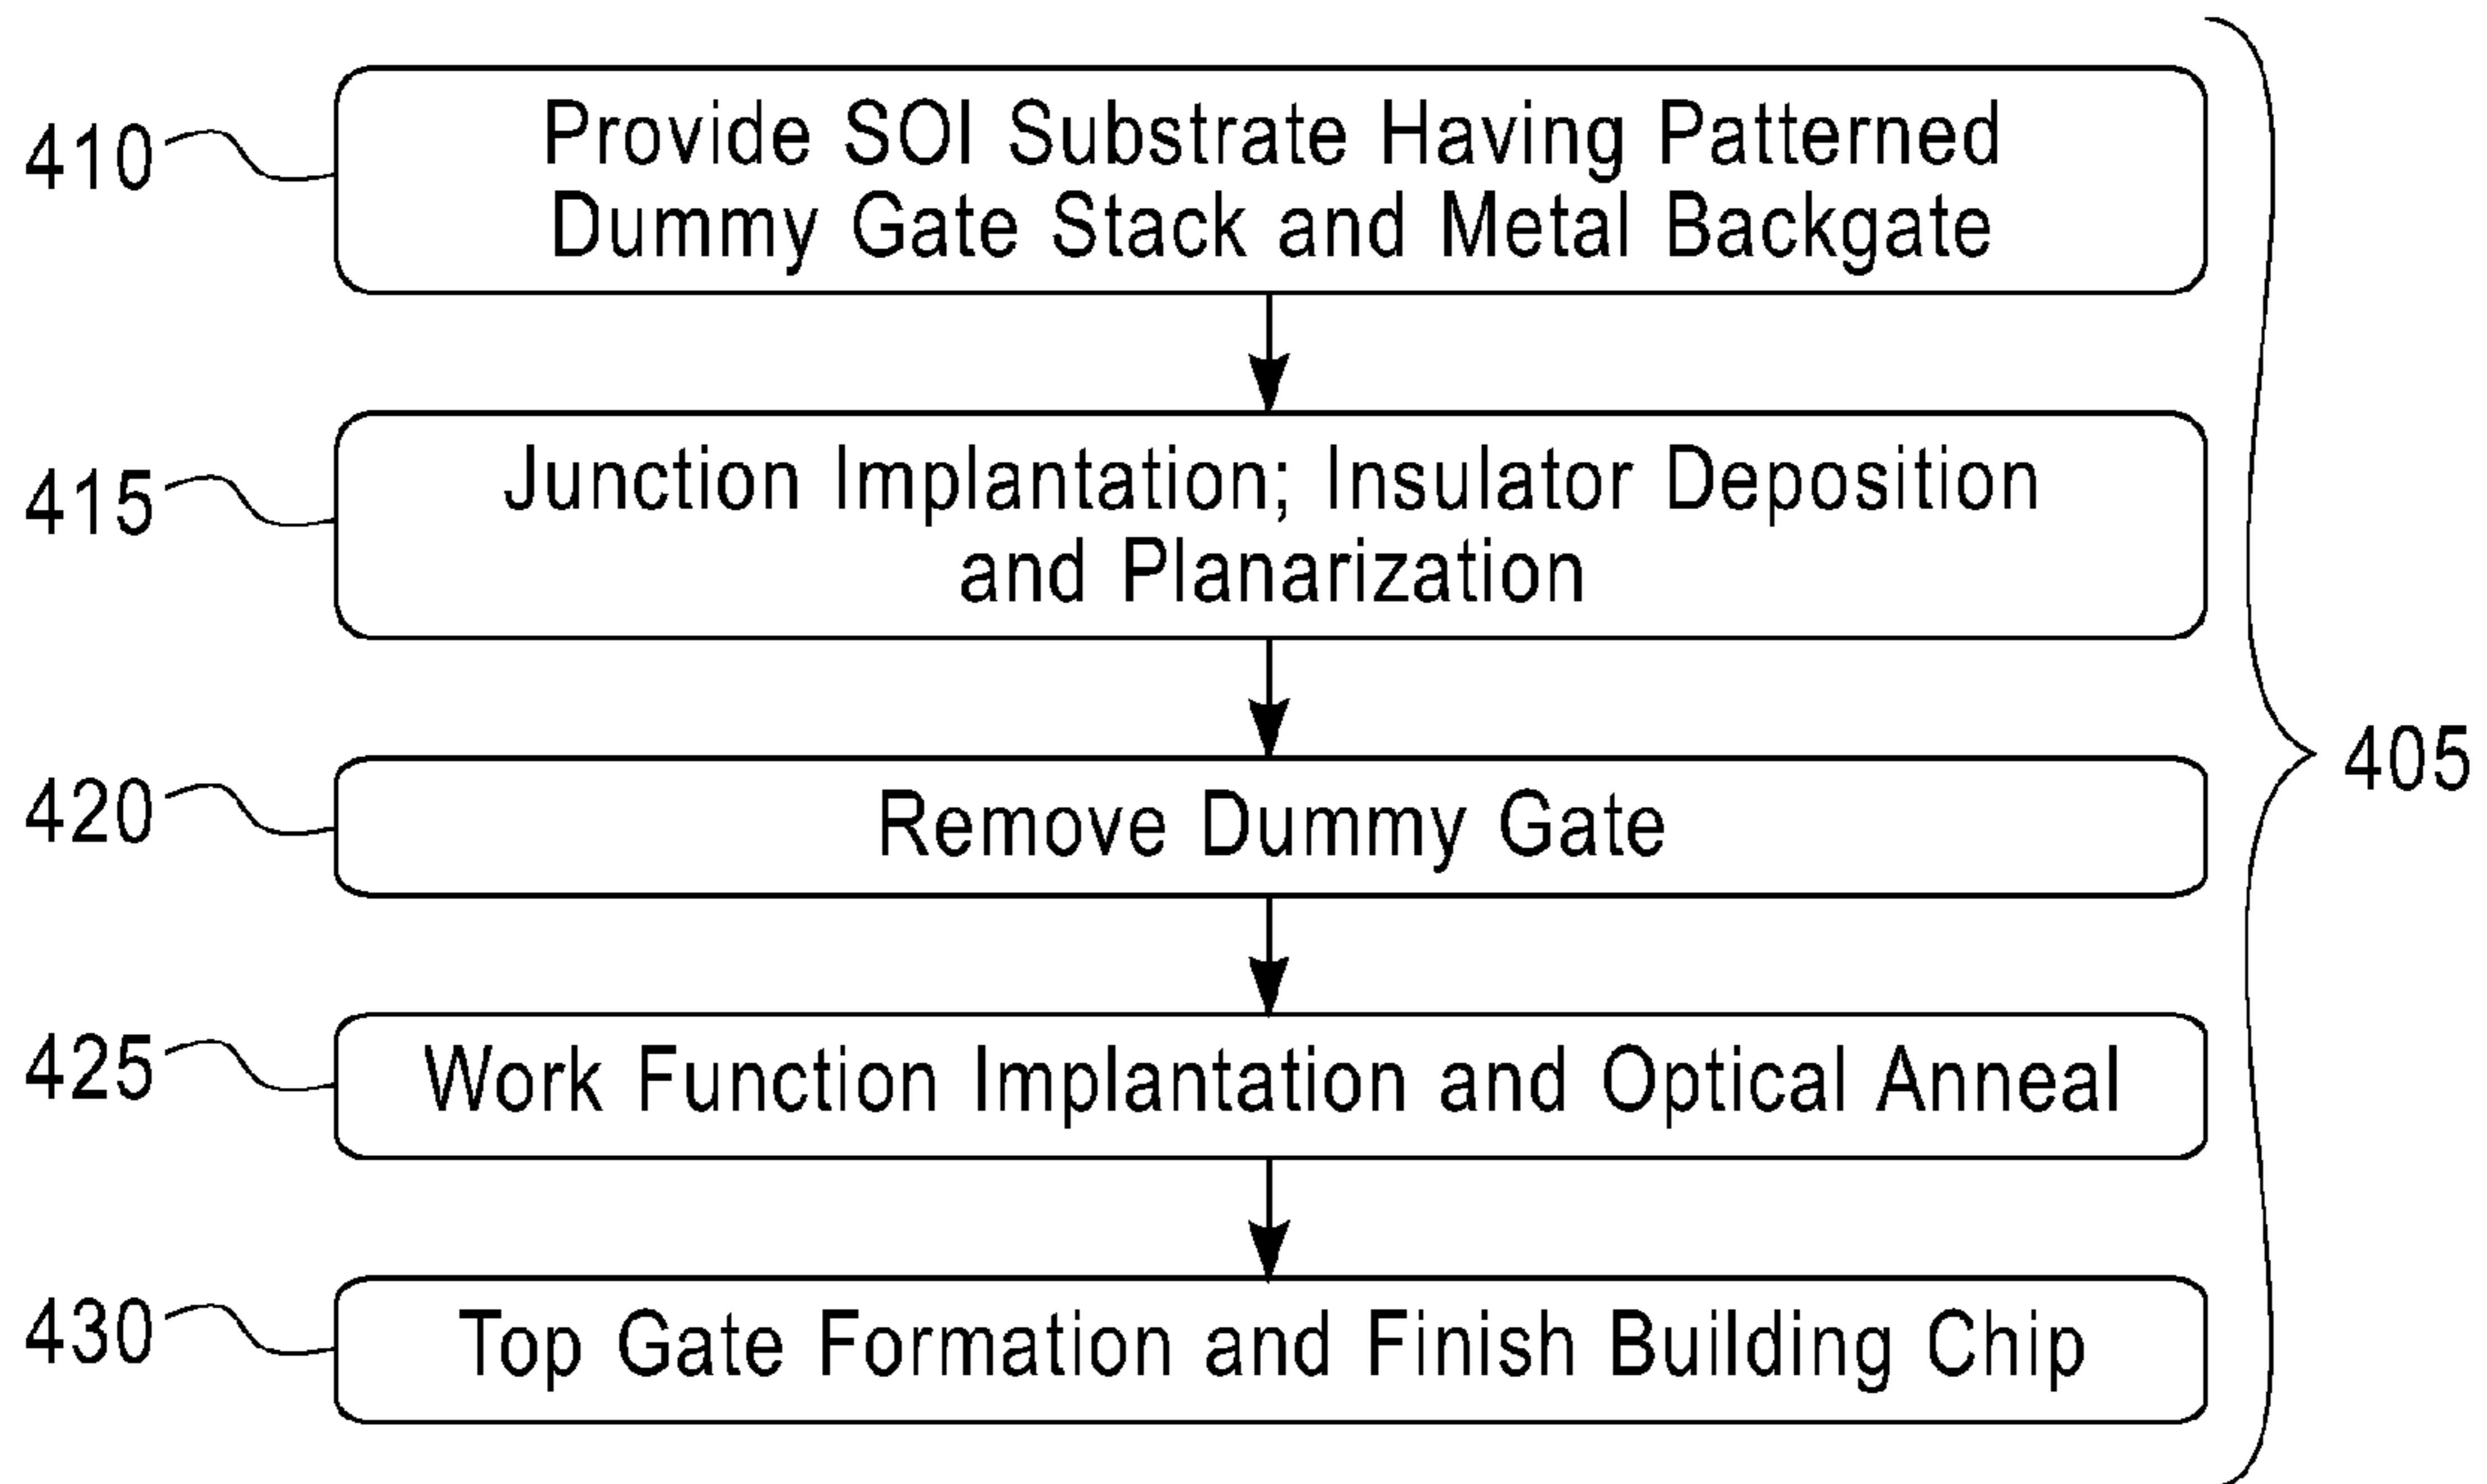 410
Provide SOI Substrate Having Patterned
Dummy Gate Stack and Metal Backgate
415
Junction Implantation; Insulator Deposition
and Planarization
405
420
Remove Dummy Gate
425
Work Function Implantation and Optical Anneal
430
Top Gate Formation and Finish Building Chip